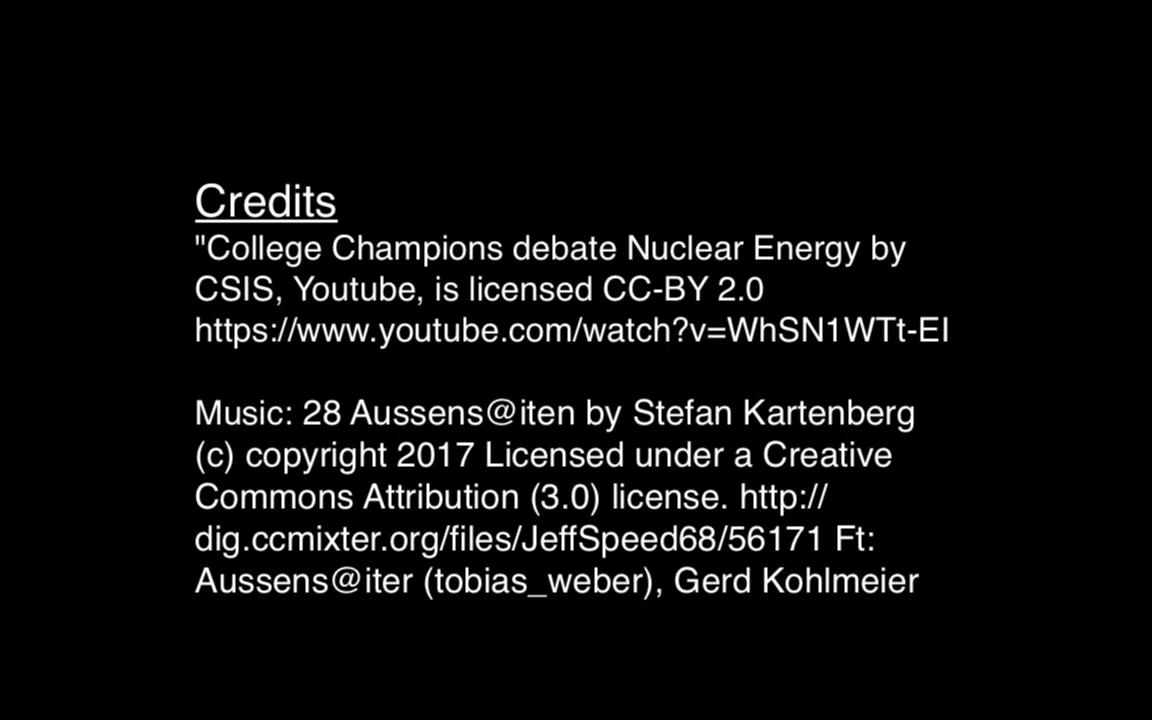 Credits
"College Champions debate Nuclear Energy by
CSIS, Youtube, is licensed CC-BY 2.0
https://www.youtube.com/watch?v=WhSN1WTt-EI

Music: 28 Aussens@iten by Stefan Kartenberg
(c) copyright 2017 Licensed under a Creative
Commons Attribution (3.0) license. http://
dig.ccmixter.org/files/JeffSpeed68/56171 Ft:
Aussens@iter (tobias_weber), Gerd Kohlmeier